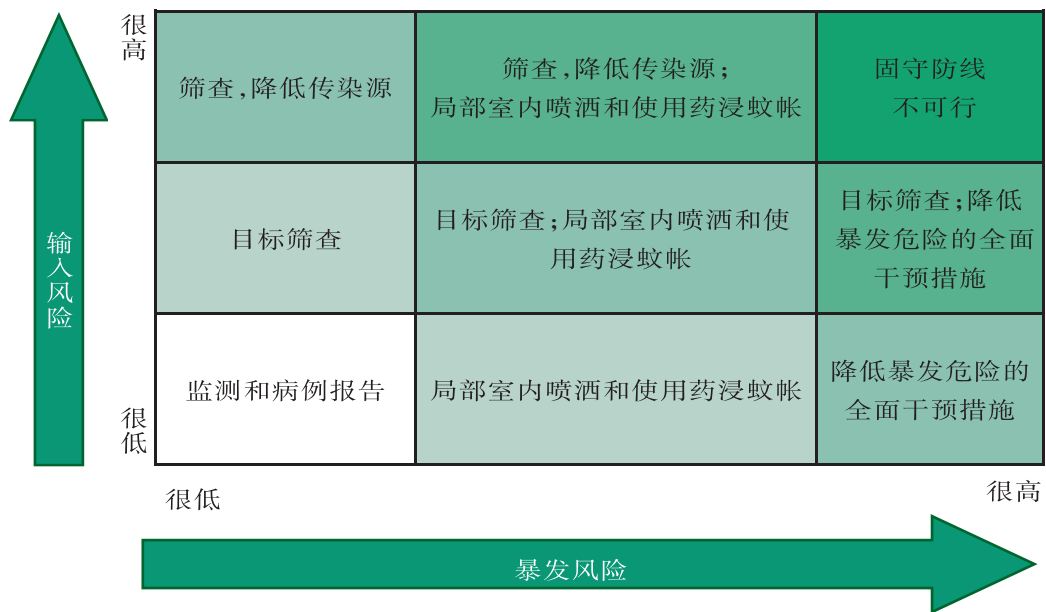 很高
筛查,降低传染源
筛查,降低传染源;
局部室内喷洒和使用药浸蚊帐
固守防线
不可行
输入风险
目标筛查
目标筛查;局部室内喷洒和使
用药浸蚊帐
目标筛查;降低
暴发危险的全面
干预措施
很低
监测和病例报告
局部室内喷洒和使用药浸蚊帐
降低暴发危险的
全面干预措施
很低
很高
暴发风险